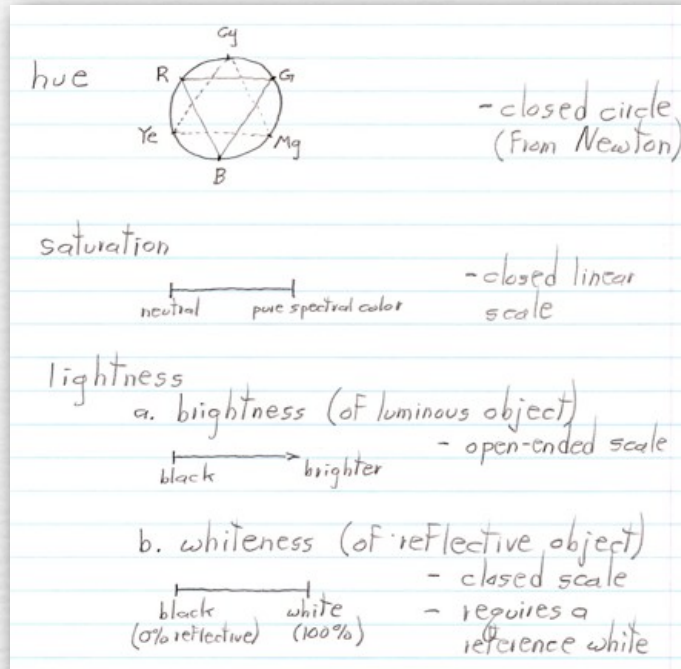 Cy
hue R G - closed circle
(from Newton)
Ye Mg
B
saturation
- closed linear
scale
neutral pure spectral color
lightness
a. brightness (of luminous object)
- open-ended scale
black brighter
b. whiteness (of reflective object)
- closed scale
black white - requires a
(0% reflective) (100%) reference white